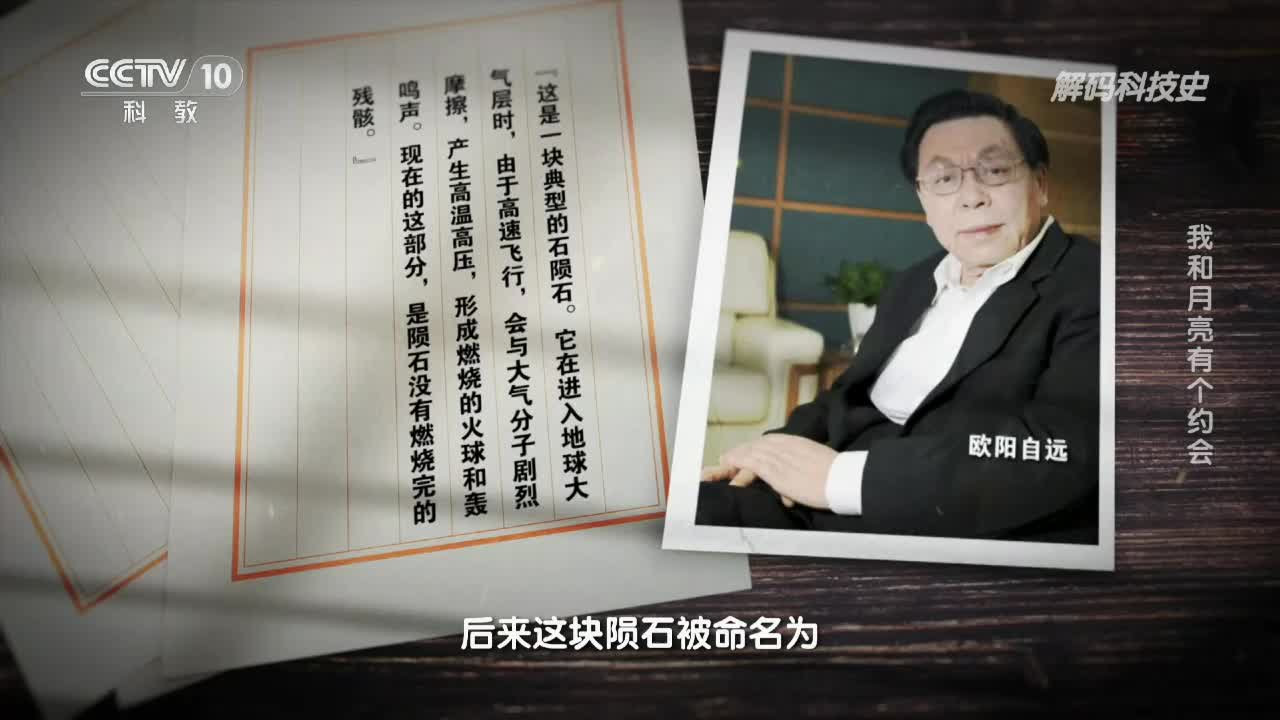 CCTV 10
科教
解码科技史
我和月亮有个约会
『这是一块典型的石陨石。它在进入地球大
气层时，由于高速飞行，会与大气分子剧烈
摩擦，产生高温高压，形成燃烧的火球和轰
鸣声。现在的这部分，是陨石没有燃烧完的
残骸。』
欧阳自远
后来这块陨石被命名为